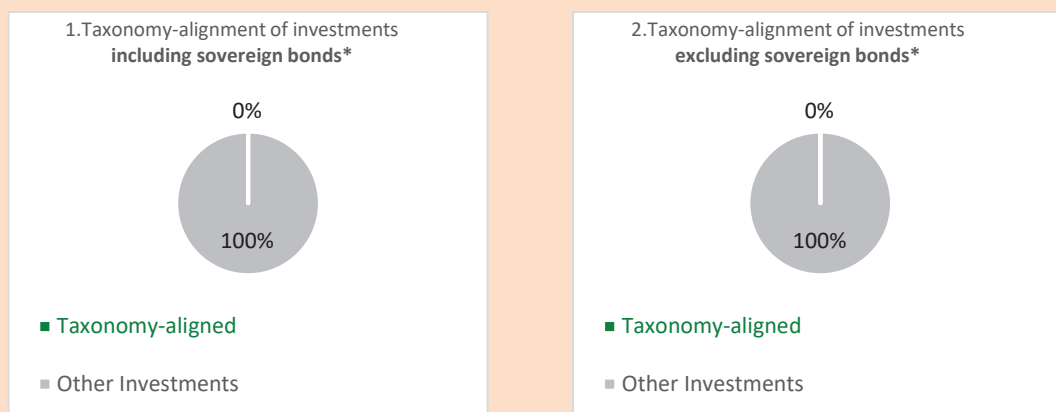 1.Taxonomy-alignment of investments
including sovereign bonds*
0%
100%
Taxonomy-aligned
Other Investments
2.Taxonomy-alignment of investments
excluding sovereign bonds*
0%
100%
Taxonomy-aligned
Other Investments